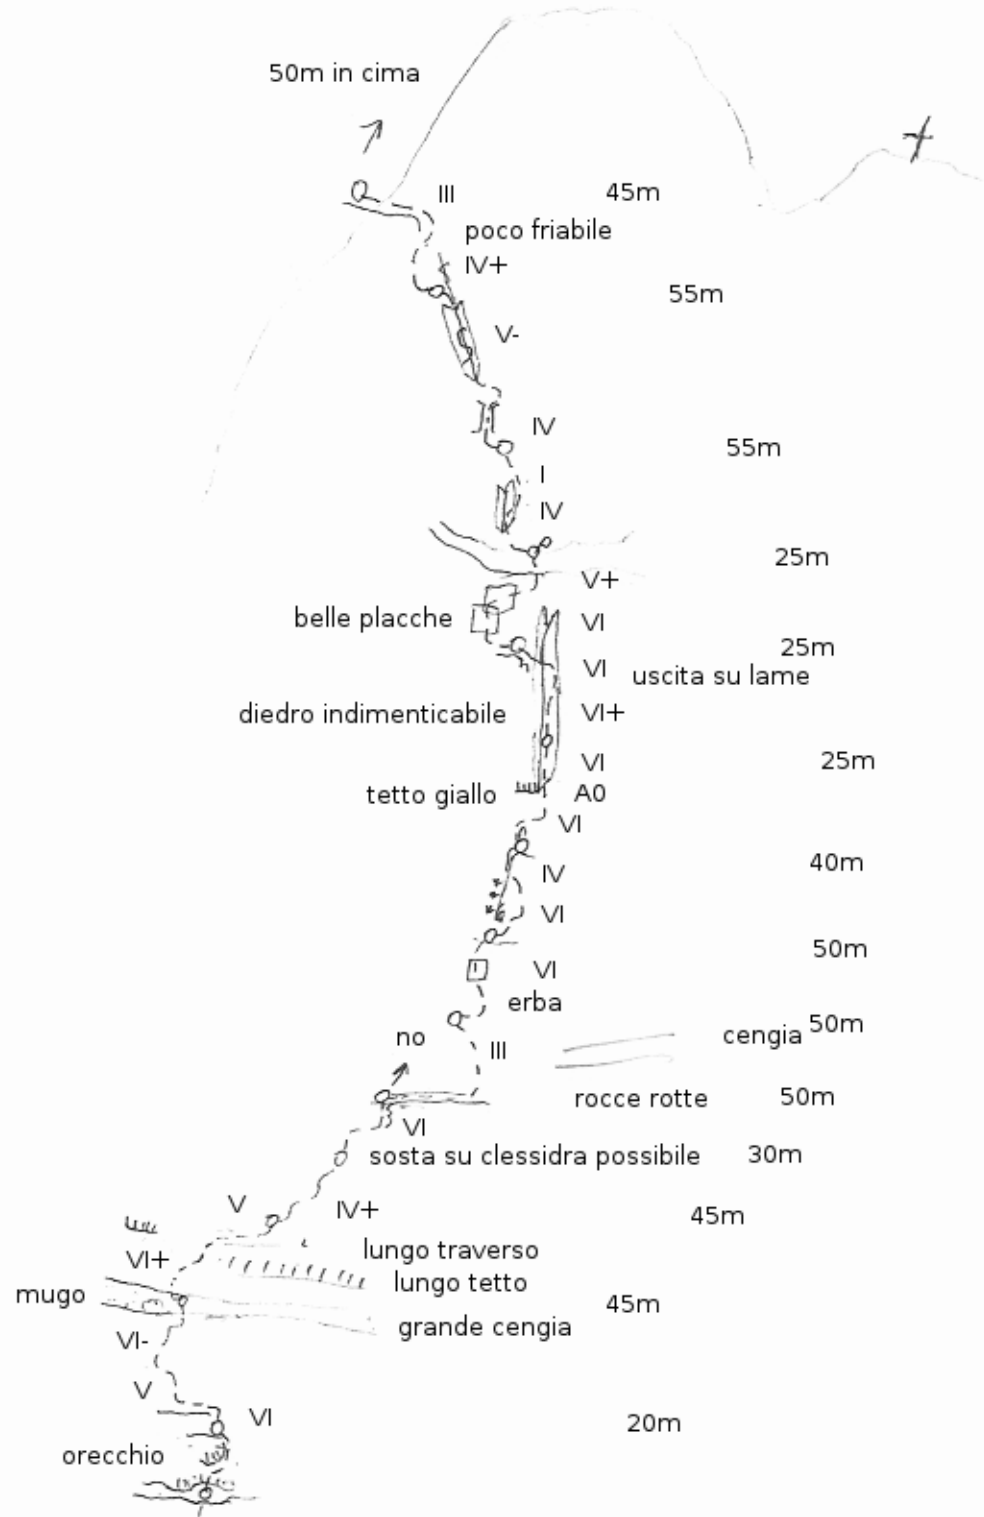 50m in cima
III 45m
poco friabile
IV+
55m
V-
IV
55m
I
IV
25m
V+
belle placche VI
25m
VI uscita su lame
diedro indimenticabile VI+
VI 25m
tetto giallo A0
VI
40m
IV
VI
50m
VI
erba
50m
no cengia
III
rocce rotte 50m
VI
sosta su clessidra possibile 30m
V IV+ 45m
lungo traverso
VI+
lungo tetto
mugo 45m
grande cengia
VI-
V
VI 20m
orecchio